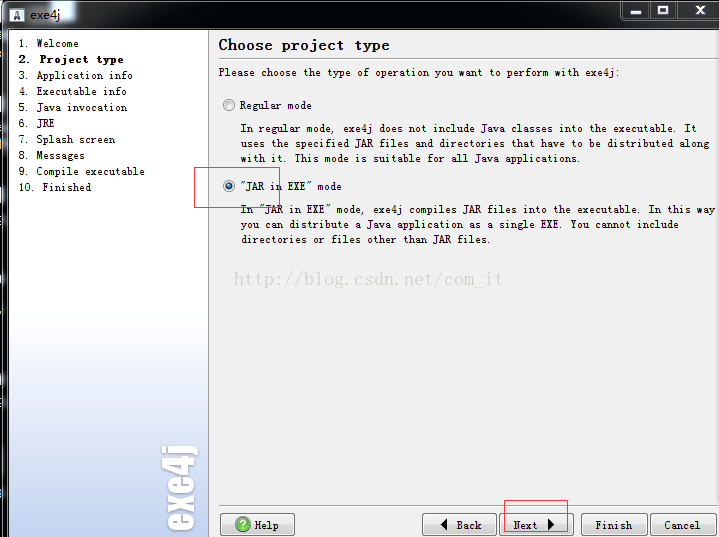 exe4j
1. Welcome
2. Project type
3. Application info
4. Executable info
5. Java invocation
6. JRE
7. Splash screen
8. Messages
9. Compile executable
10. Finished
exe4j
Choose project type
Please choose the type of operation you want to perform with exe4j:
Regular mode
In regular mode, exe4j does not include Java classes into the executable. It
uses the specified JAR files and directories that have to be distributed along
with it. This mode is suitable for all Java applications.
"JAR in EXE" mode
In "JAR in EXE" mode, exe4j compiles JAR files into the executable. In this way
you can distribute a Java application as a single EXE. You cannot include
directories or files other than JAR files.
http://blog.csdn.net/com_it
Help
Back
Next
Finish
Cancel